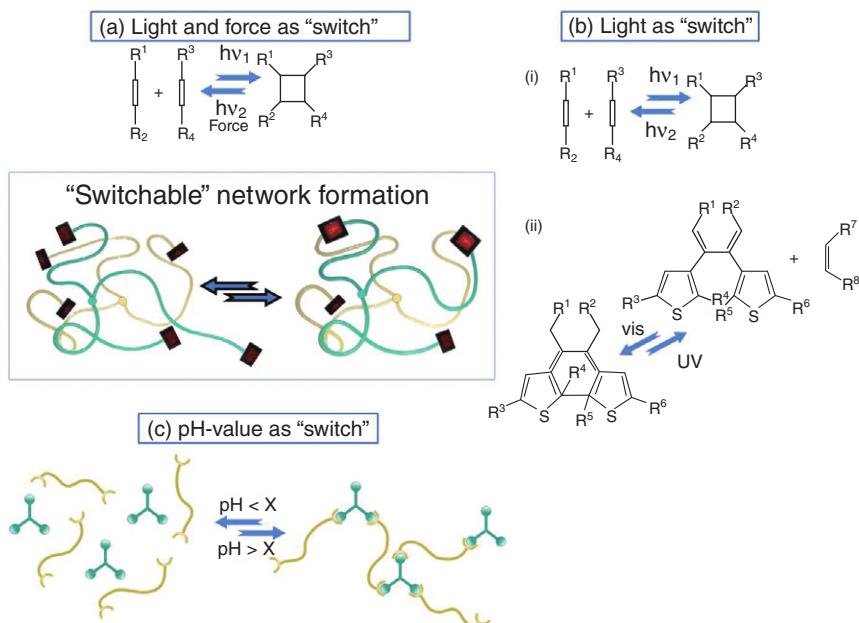 (a) Light and force as “switch”
R¹ R³ hν₁ R¹ R³
+
hν₂
Force
R₂ R₄ R² R⁴
“Switchable” network formation
(b) Light as “switch”
(i)
R¹ R³ hν₁ R¹ R³
+
hν₂
R₂ R₄ R² R⁴
(ii)
R¹ R²
R⁷
+
R⁸
R³ S R⁴ S R⁶
R⁵
vis
UV
R¹ R²
R⁴
R³ S S R⁶
R⁵
(c) pH-value as “switch”
pH < X
pH > X